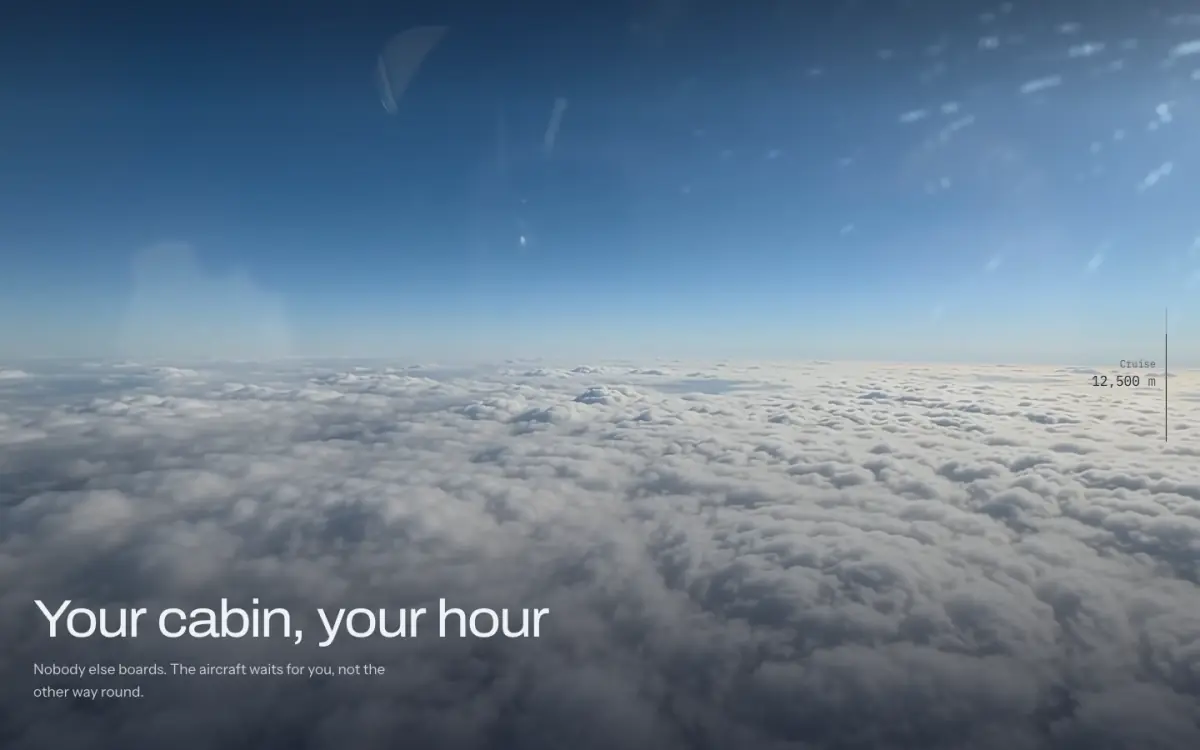 Cruise
12,500 m
Your cabin, your hour
Nobody else boards. The aircraft waits for you, not the
other way round.